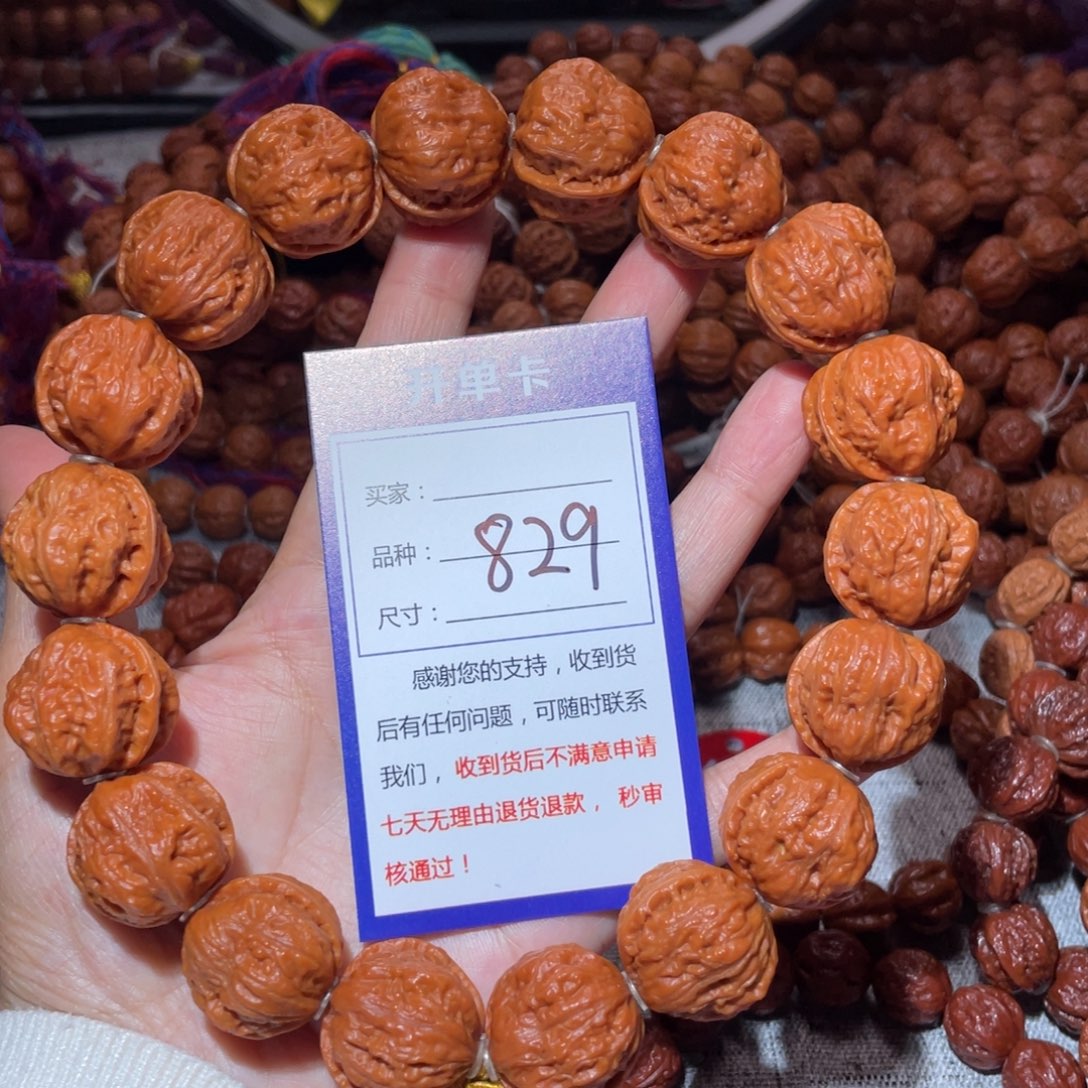 开单卡
买家：
品种：829
尺寸：
感谢您的支持，收到货
后有任何问题，可随时联系
我们，收到货后不满意申请
七天无理由退货退款，秒审
核通过！